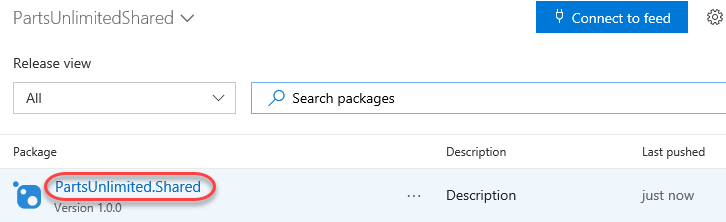 PartsUnlimitedShared
Connect to feed
Release view
All
Search packages
Package Description Last pushed
PartsUnlimited.Shared
Version 1.0.0
... Description just now